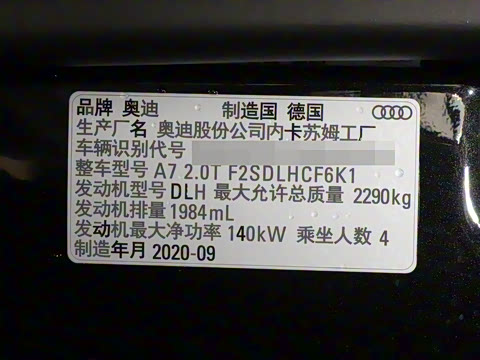 品牌 奥迪 制造国 德国
生产厂名 奥迪股份公司内卡苏姆工厂
车辆识别代号
整车型号 A7 2.0T F2SDLHCF6K1
发动机型号 DLH 最大允许总质量 2290kg
发动机排量 1984mL
发动机最大净功率 140kW 乘坐人数 4
制造年月 2020-09